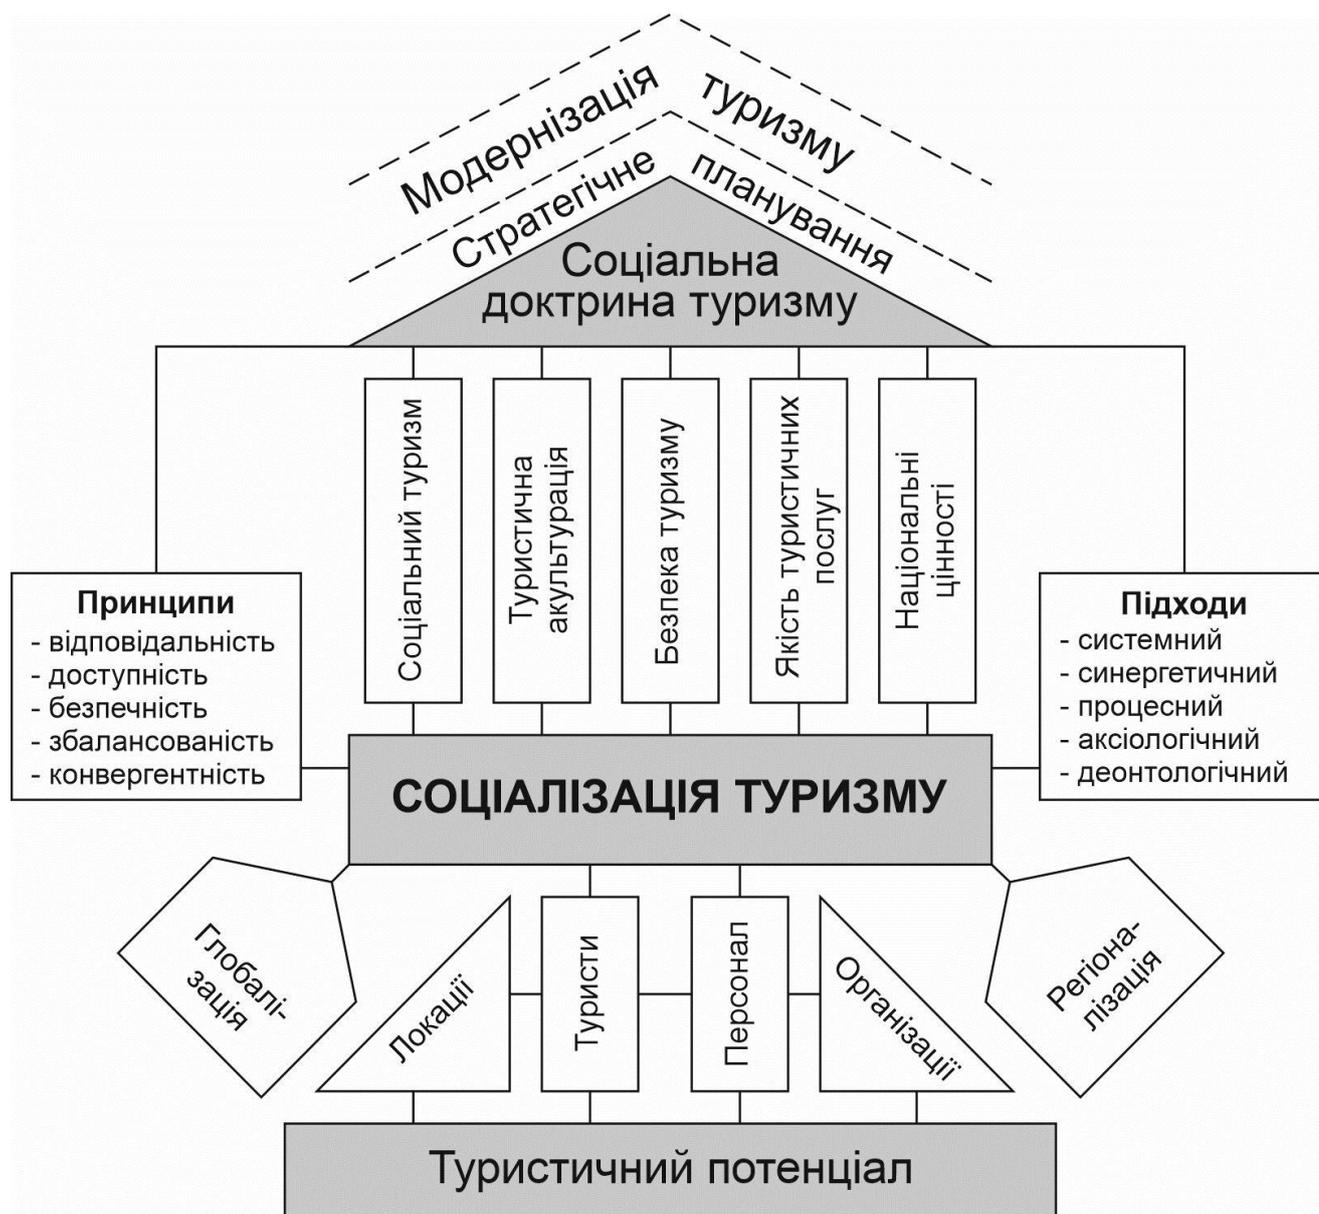 Модернізація туризму
Стратегічне планування
Соціальна
доктрина туризму
Соціальний туризм
Туристична
акультурація
Безпека туризму
Якість туристичних
послуг
Національні
цінності
Принципи
- відповідальність
- доступність
- безпечність
- збалансованість
- конвергентність
Підходи
- системний
- синергетичний
- процесний
- аксіологічний
- деонтологічний
СОЦІАЛІЗАЦІЯ ТУРИЗМУ
Глобалі-
зація
Локації
Туристи
Персонал
Організації
Регіона-
лізація
Туристичний потенціал